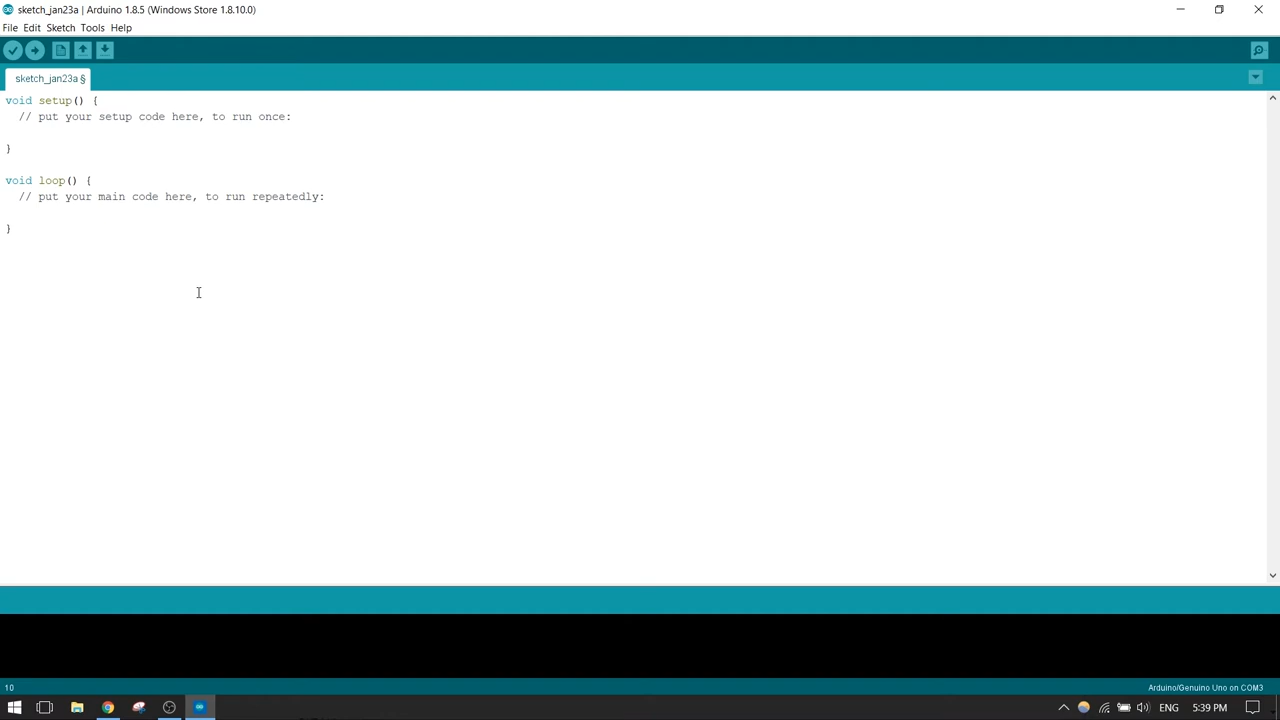 sketch_jan23a | Arduino 1.8.5 (Windows Store 1.8.10.0)
File Edit Sketch Tools Help
sketch_jan23a §
void setup() {
// put your setup code here, to run once:
}
void loop() {
// put your main code here, to run repeatedly:
}
10
Arduino/Genuino Uno on COM3
ENG
5:39 PM